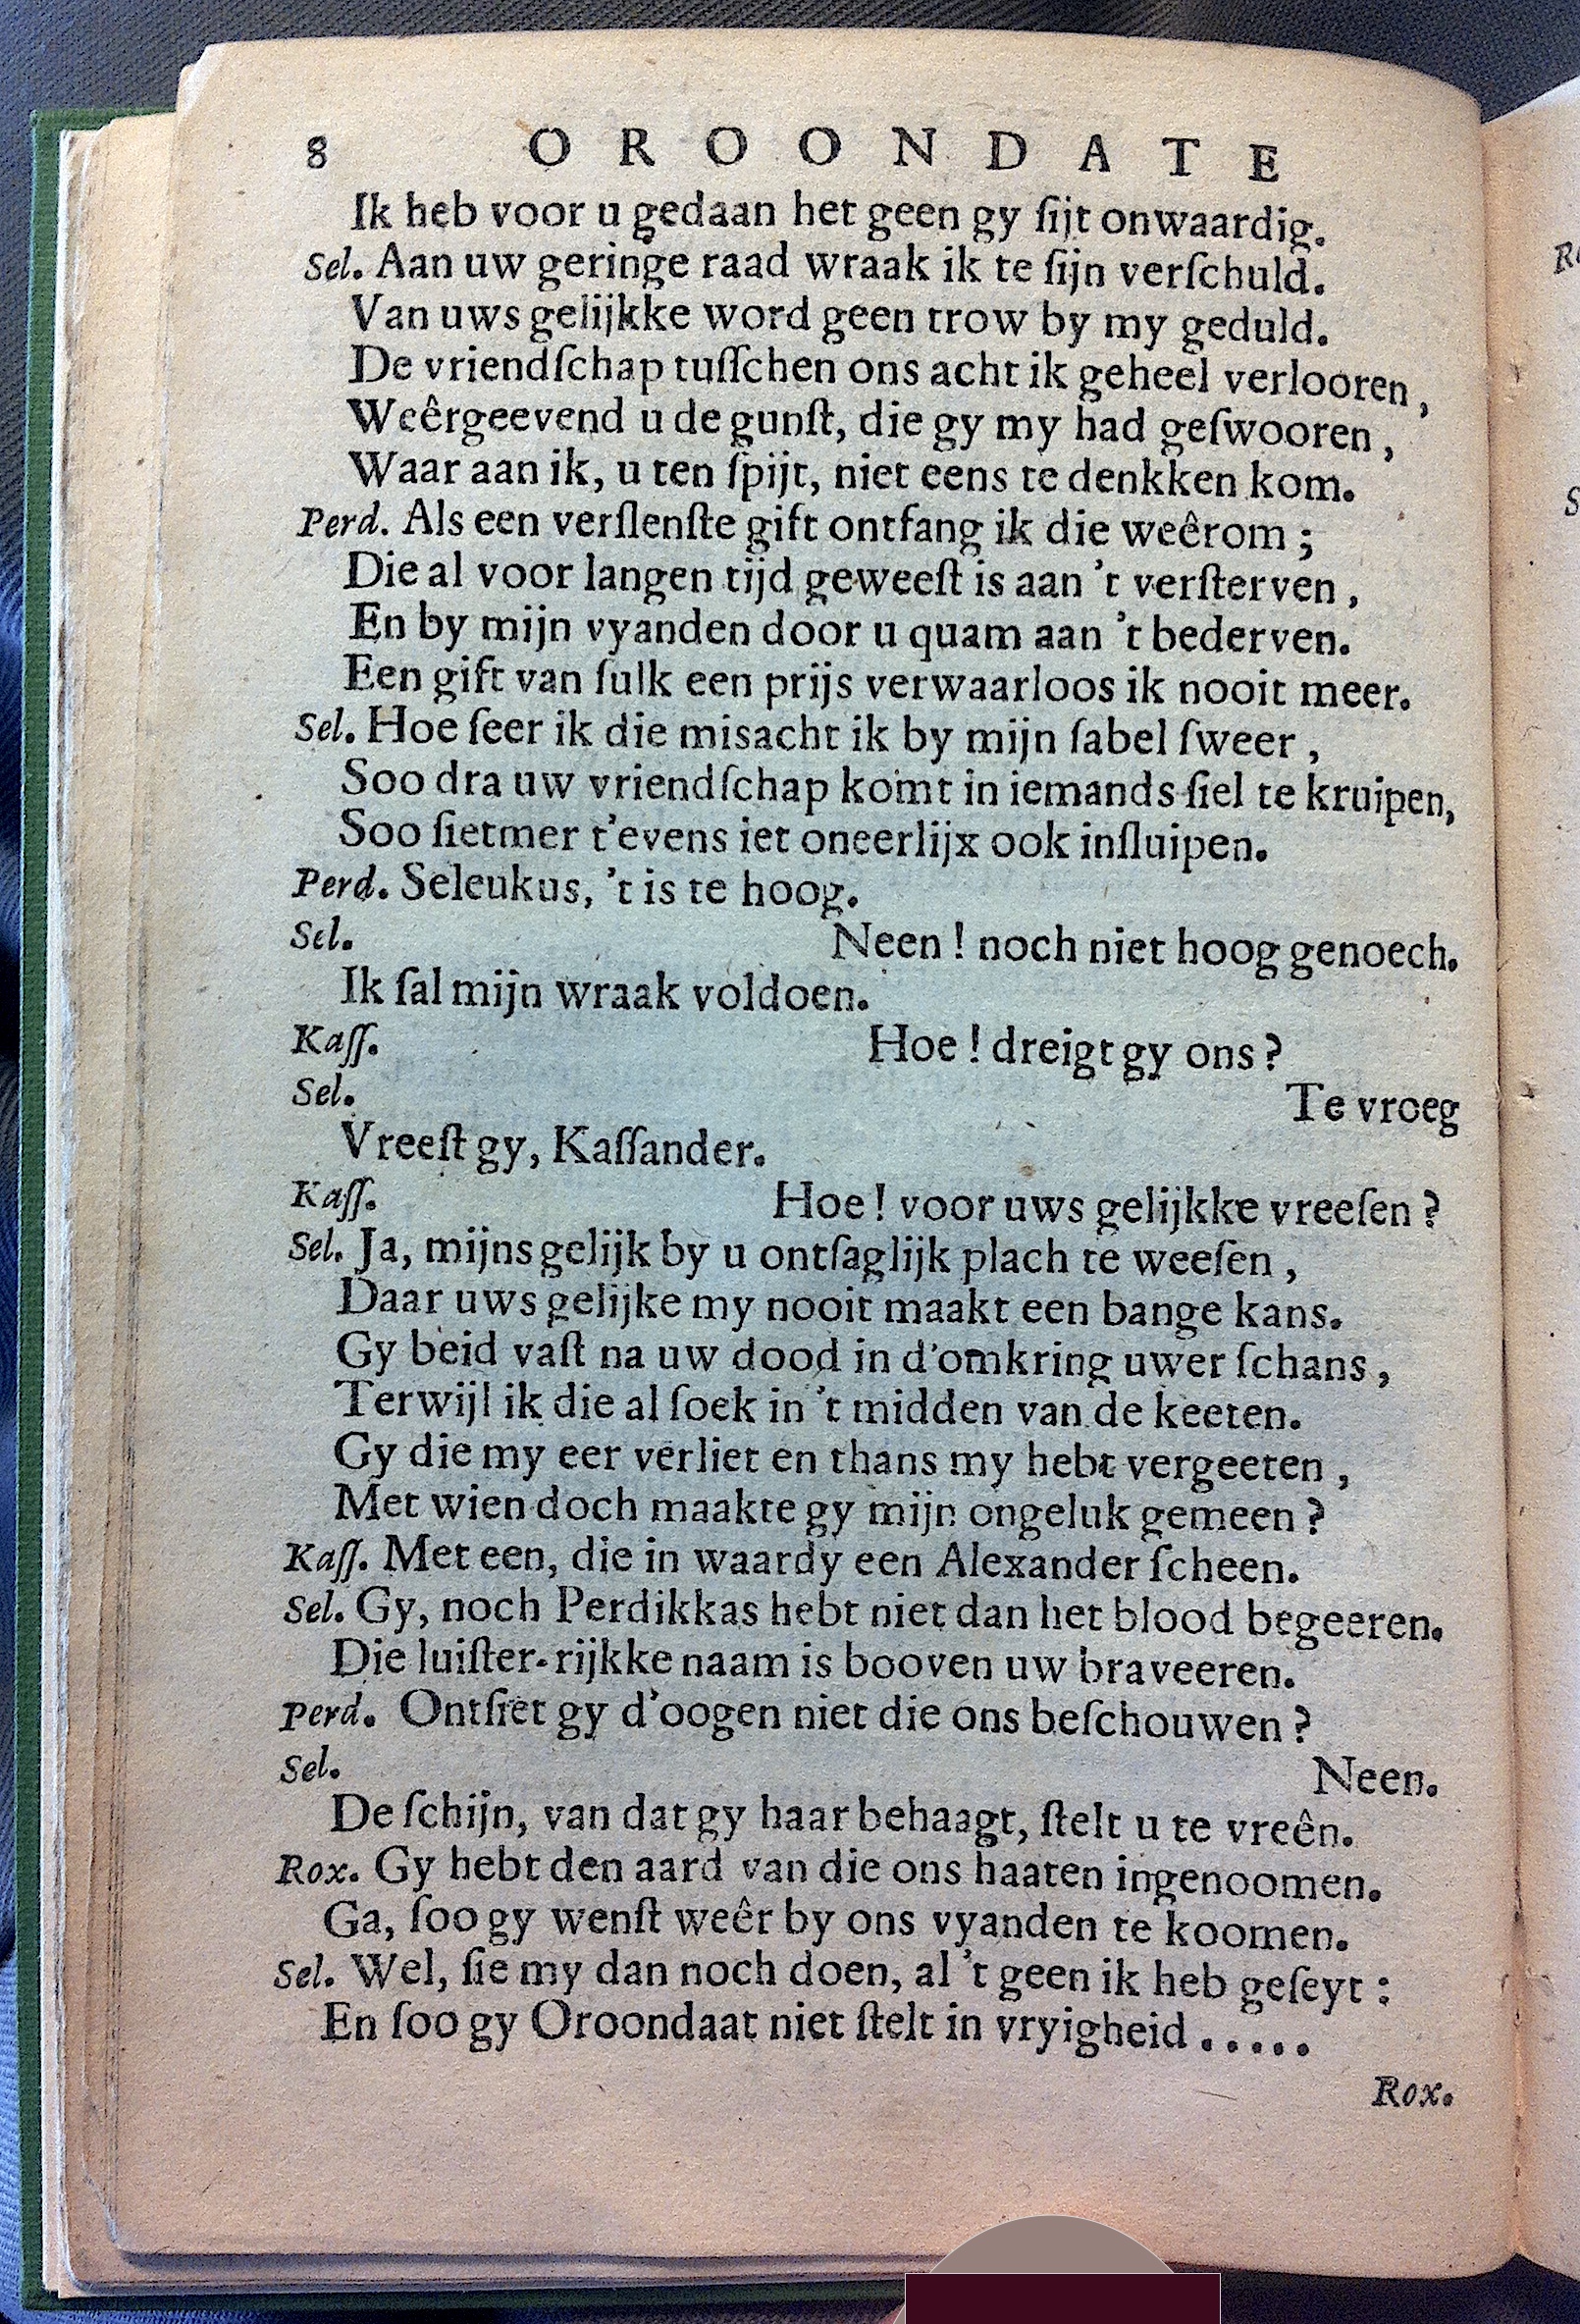 8 OROONDATE
Ik heb voor u gedaan het geen gy ſijt onwaardig.
Sel. Aan uw geringe raad wraak ik te ſijn verſchuld.
Van uws gelijkke word geen trow by my geduld.
De vriendſchap tuſſchen ons acht ik geheel verlooren,
Weêrgeevend u de gunſt, die gy my had geſwooren,
Waar aan ik, u ten ſpijt, niet eens te denkken kom.
Perd. Als een verſlenſte gift ontfang ik die weêrom;
Die al voor langen tijd geweeſt is aan 't verſterven,
En by mijn vyanden door u quam aan 't bederven.
Een gift van ſulk een prijs verwaarloos ik nooit meer.
Sel. Hoe ſeer ik die misacht ik by mijn ſabel ſweer,
Soo dra uw vriendſchap komt in iemands ſiel te kruipen,
Soo ſietmer t'evens iet oneerlijx ook inſluipen.
Perd. Seleukus, 't is te hoog.
Sel. Neen! noch niet hoog genoech.
Ik ſal mijn wraak voldoen.
Kaſſ. Hoe! dreigt gy ons?
Sel. Te vroeg
Vreeſt gy, Kaſſander.
Kaſſ. Hoe! voor uws gelijkke vreeſen?
Sel. Ja, mijns gelijk by u ontſaglijk plach te weeſen,
Daar uws gelijke my nooit maakt een bange kans.
Gy beid vaſt na uw dood in d'omkring uwer ſchans,
Terwijl ik die al ſoek in 't midden van de keeten.
Gy die my eer verliet en thans my hebt vergeeten,
Met wien doch maakte gy mijn ongeluk gemeen?
Kaſſ. Met een, die in waardy een Alexander ſcheen.
Sel. Gy, noch Perdikkas hebt niet dan het blood begeeren.
Die luiſter-rijkke naam is booven uw braveeren.
Perd. Ontſiet gy d'oogen niet die ons beſchouwen?
Sel. Neen.
De ſchijn, van dat gy haar behaagt, ſtelt u te vreên.
Rox. Gy hebt den aard van die ons haaten ingenoomen.
Ga, ſoo gy wenſt weêr by ons vyanden te koomen.
Sel. Wel, ſie my dan noch doen, al 't geen ik heb geſeyt:
En ſoo gy Oroondaat niet ſtelt in vryigheid.....
Rox.